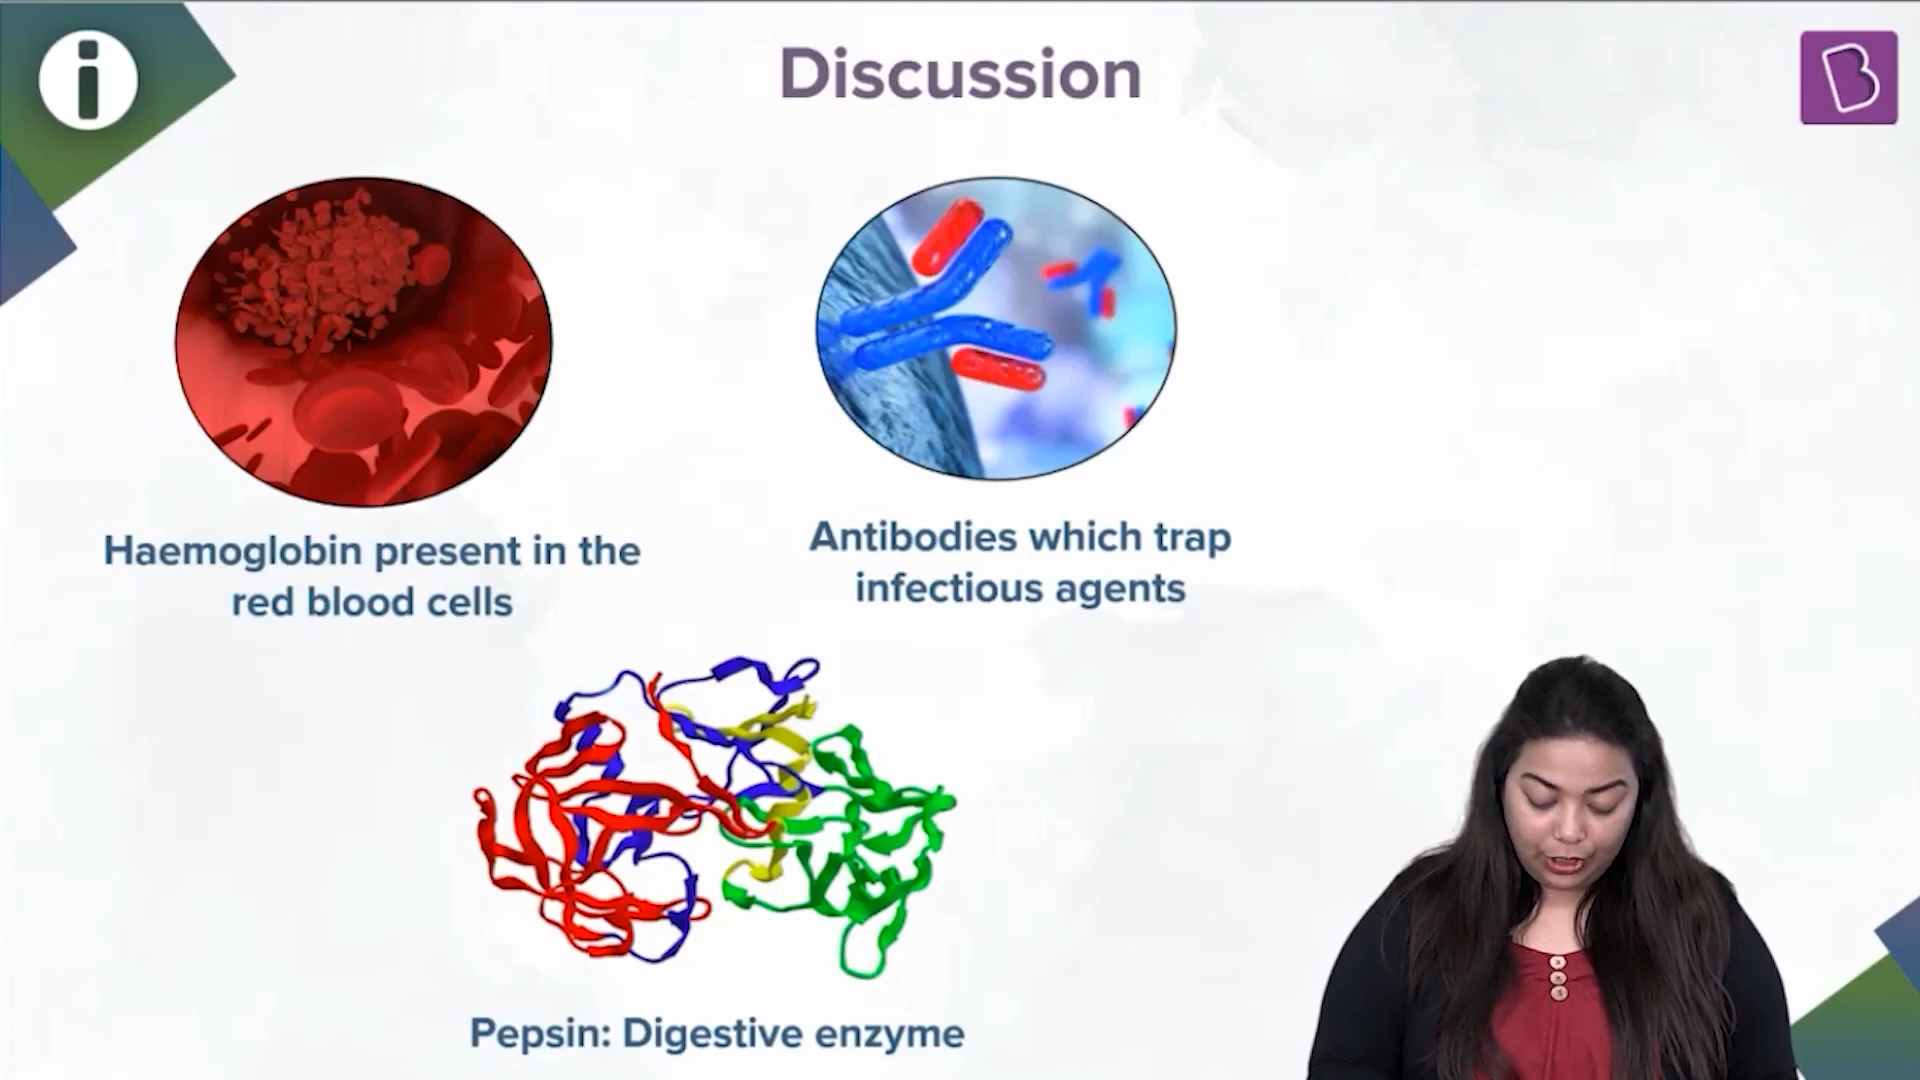 Discussion
Haemoglobin present in the
red blood cells
Antibodies which trap
infectious agents
Pepsin: Digestive enzyme